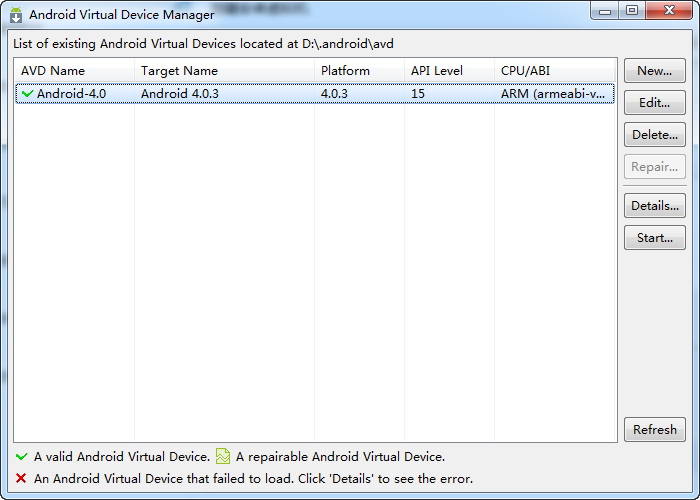 Android Virtual Device Manager
List of existing Android Virtual Devices located at D:\.android\avd
AVD Name Target Name Platform API Level CPU/ABI
Android-4.0 Android 4.0.3 4.0.3 15 ARM (armeabi-v...
New...
Edit...
Delete...
Repair...
Details...
Start...
Refresh
A valid Android Virtual Device. A repairable Android Virtual Device.
An Android Virtual Device that failed to load. Click 'Details' to see the error.